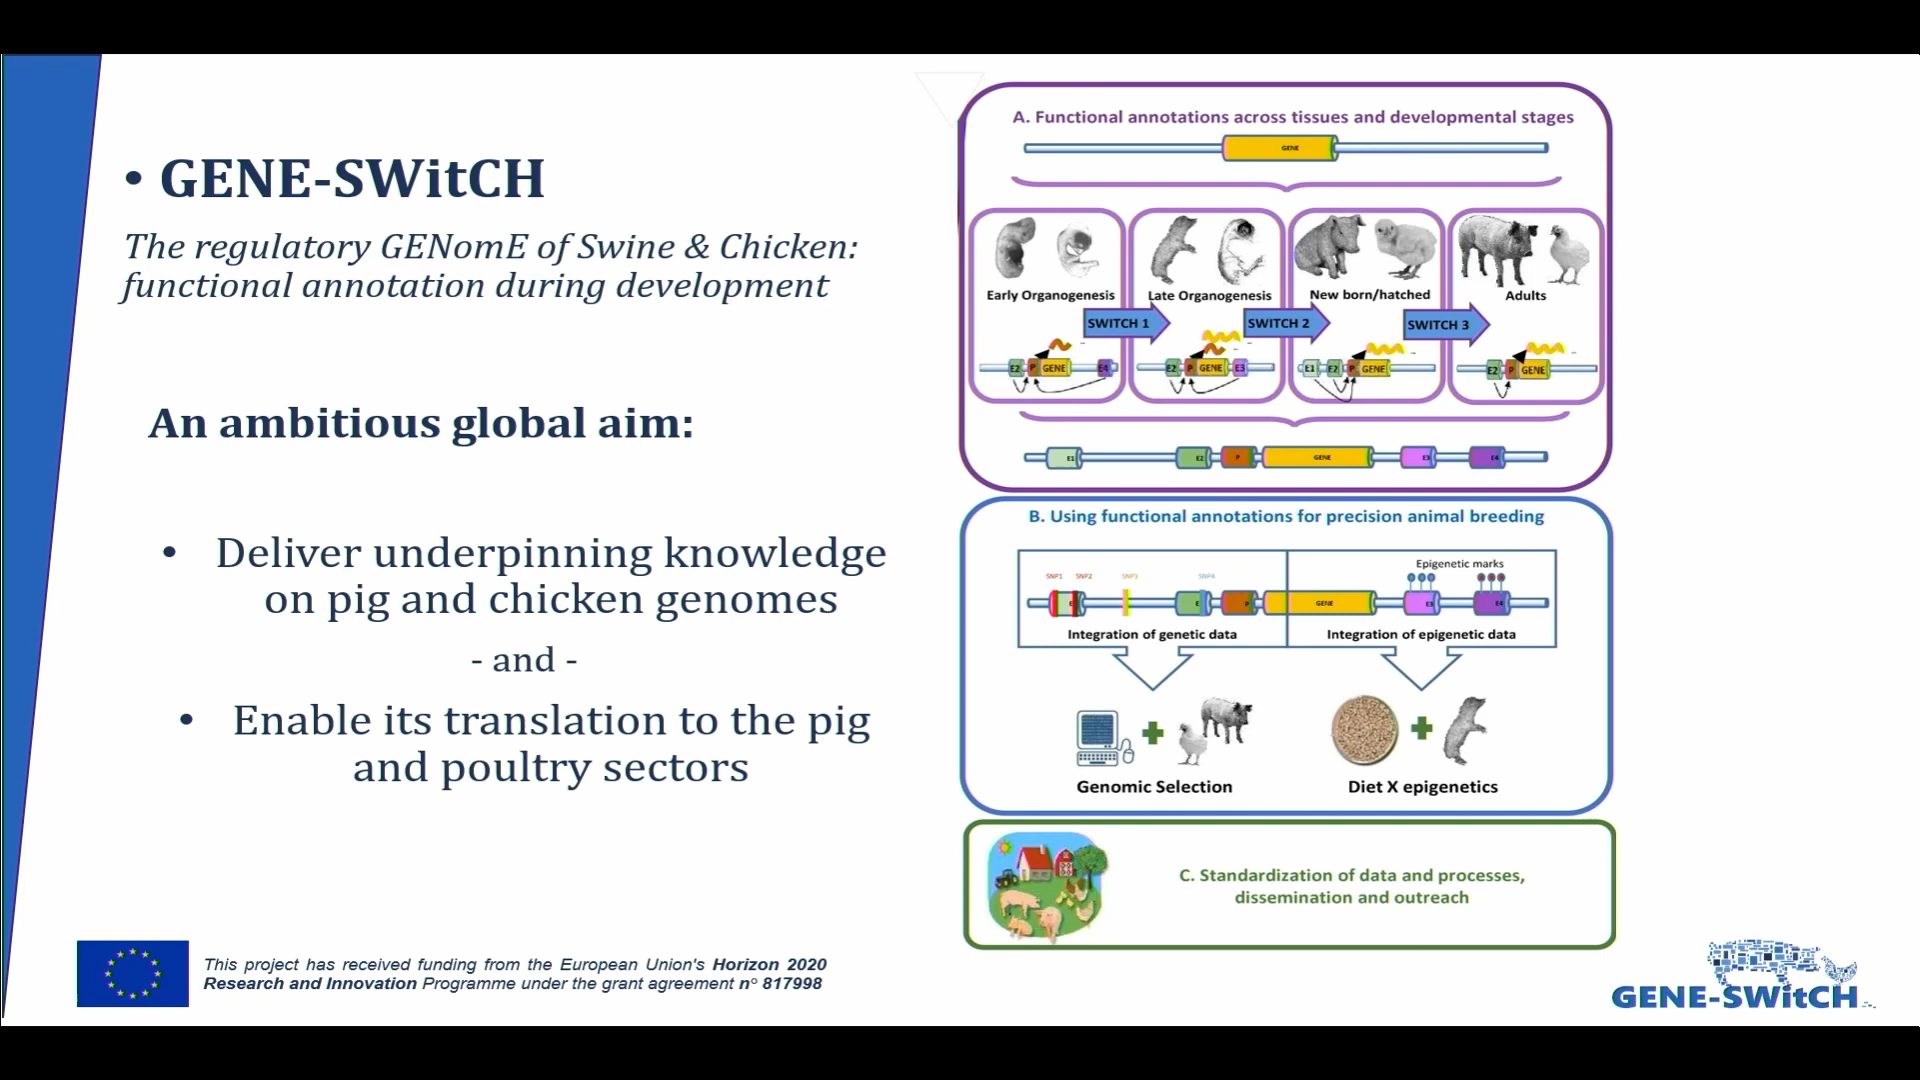 • GENE-SWitCH
The regulatory GENomE of Swine & Chicken:
functional annotation during development
An ambitious global aim:
• Deliver underpinning knowledge
on pig and chicken genomes
- and -
• Enable its translation to the pig
and poultry sectors
This project has received funding from the European Union's Horizon 2020
Research and Innovation Programme under the grant agreement n° 817998
A. Functional annotations across tissues and developmental stages
GENE
Early Organogenesis
Late Organogenesis
New born/hatched
Adults
SWITCH 1
SWITCH 2
SWITCH 3
E2 P GENE E4
E2 P GENE E3
E1 E2 P GENE
E2 P GENE
E1 E2 P GENE E3 E4
B. Using functional annotations for precision animal breeding
Epigenetic marks
SNP1 SNP2 SNP3 SNP4
E E P GENE E3 E4
Integration of genetic data
Integration of epigenetic data
Genomic Selection
Diet X epigenetics
C. Standardization of data and processes,
dissemination and outreach
GENE-SWitCH